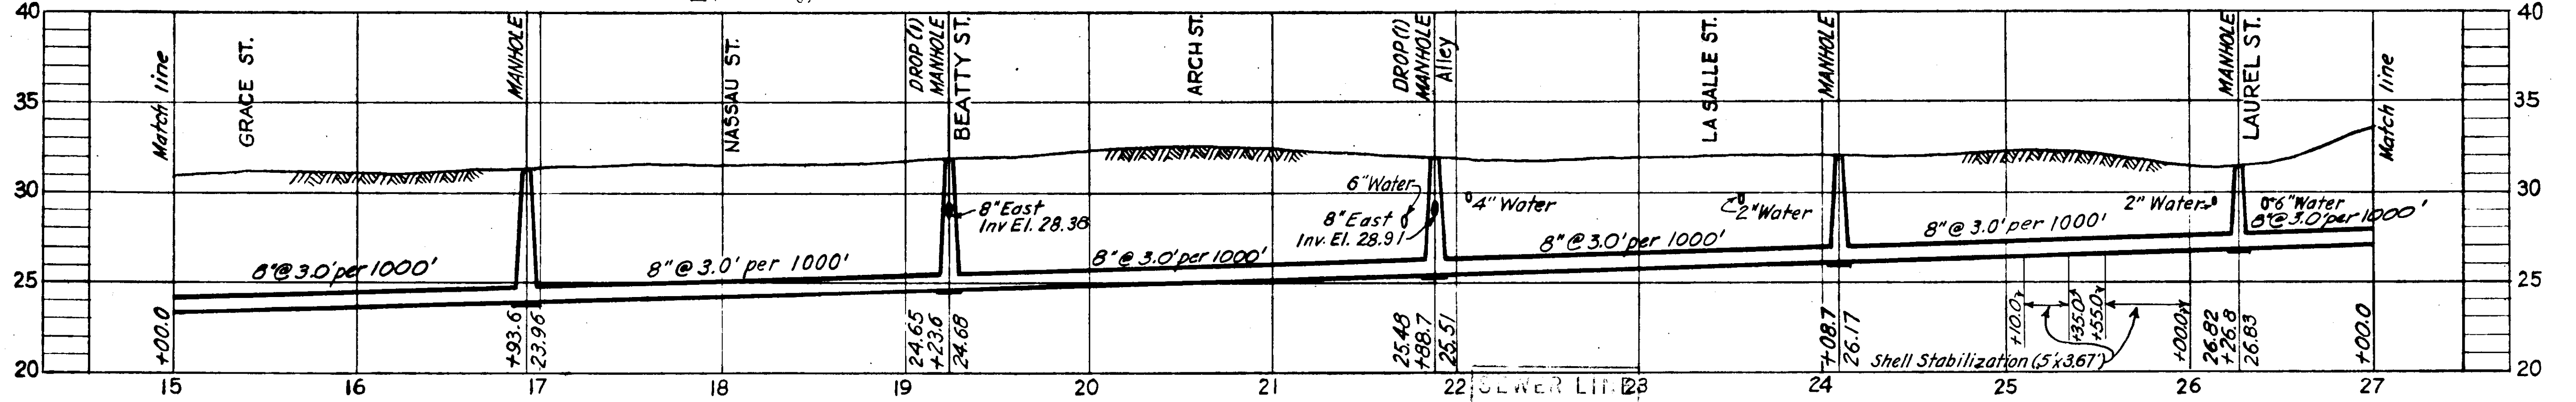 40
35
30
25
20
Match line
GRACE ST.
MANHOLE
NASSAU ST.
DROP (1)
MANHOLE
BEATTY ST.
ARCH ST.
DROP (1)
MANHOLE
Alley
LA SALLE ST.
MANHOLE
MANHOLE
LAUREL ST.
Match line
40
35
30
25
20
8" East
Inv El. 28.38
6" Water
8" East
Inv. El. 28.91
4" Water
2" Water
2" Water
6" Water
8" @ 3.0' per 1000'
8" @ 3.0' per 1000'
8" @ 3.0' per 1000'
8" @ 3.0' per 1000'
8" @ 3.0' per 1000'
8" @ 3.0' per 1000'
+00.0
+93.6
23.96
24.65
+23.6
24.68
25.48
+88.7
25.51
+08.7
26.17
+10.0
+35.0
+55.0
+00.0
26.82
+26.8
26.83
+00.0
Shell Stabilization (.5'x3.67')
15 16 17 18 19 20 21 22 23 24 25 26 27
SEWER LINE